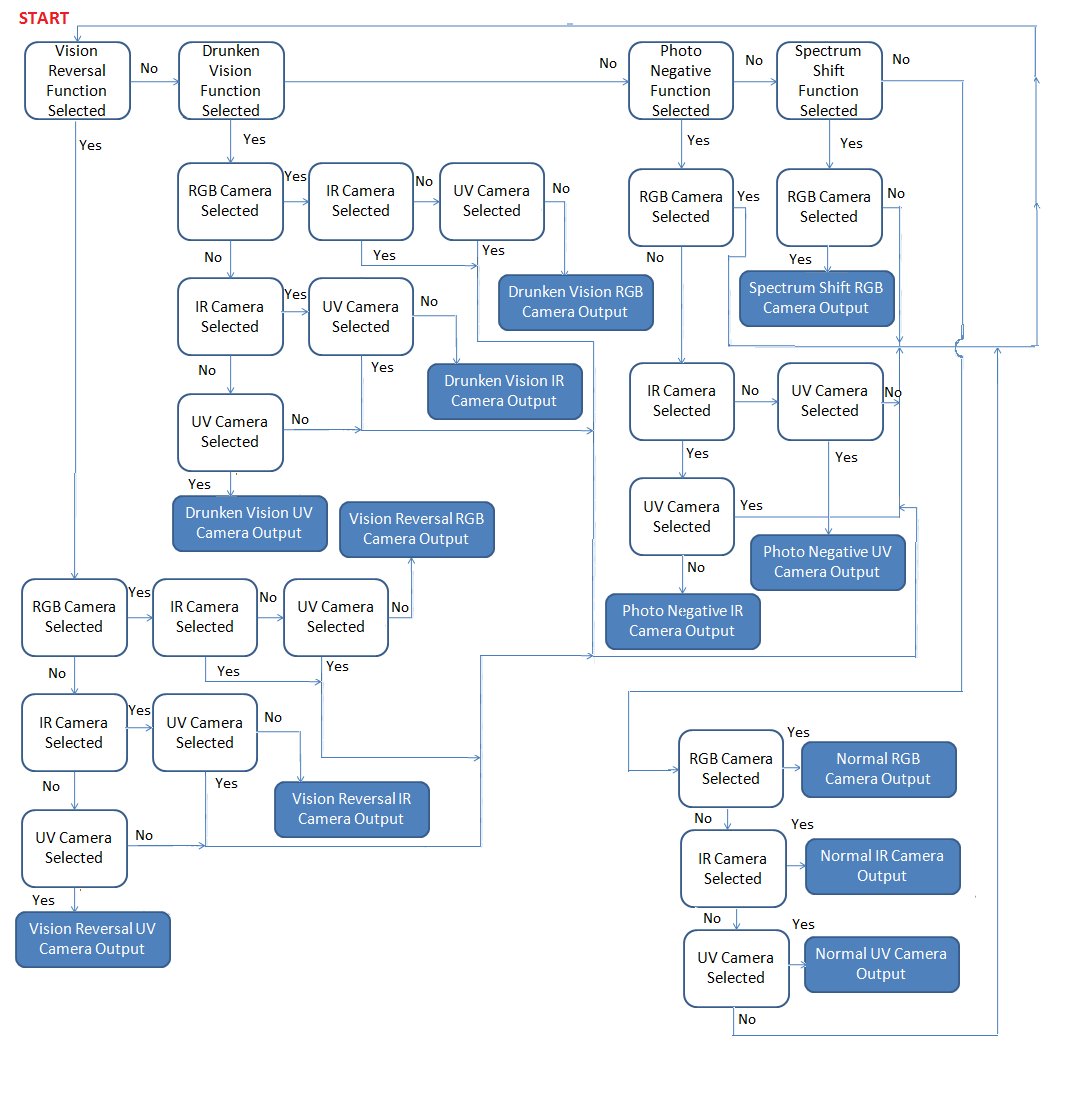 START
Vision
Reversal
Function
Selected
No
Drunken
Vision
Function
Selected
No
Photo
Negative
Function
Selected
No
Spectrum
Shift
Function
Selected
No
Yes
Yes
Yes
Yes
RGB Camera
Selected
Yes
IR Camera
Selected
No
UV Camera
Selected
No
RGB Camera
Selected
Yes
RGB Camera
Selected
No
No
Yes
Yes
No
Yes
Drunken Vision RGB
Camera Output
Spectrum Shift RGB
Camera Output
IR Camera
Selected
Yes
UV Camera
Selected
No
No
Yes
Drunken Vision IR
Camera Output
IR Camera
Selected
No
UV Camera
Selected
No
UV Camera
Selected
No
Yes
Yes
Yes
Drunken Vision UV
Camera Output
Vision Reversal RGB
Camera Output
UV Camera
Selected
Yes
Photo Negative UV
Camera Output
No
Photo Negative IR
Camera Output
RGB Camera
Selected
Yes
IR Camera
Selected
No
UV Camera
Selected
No
No
Yes
Yes
IR Camera
Selected
Yes
UV Camera
Selected
No
No
Yes
Vision Reversal IR
Camera Output
RGB Camera
Selected
Yes
Normal RGB
Camera Output
UV Camera
Selected
No
No
IR Camera
Selected
Yes
Normal IR Camera
Output
Yes
Vision Reversal UV
Camera Output
No
UV Camera
Selected
Yes
Normal UV Camera
Output
No